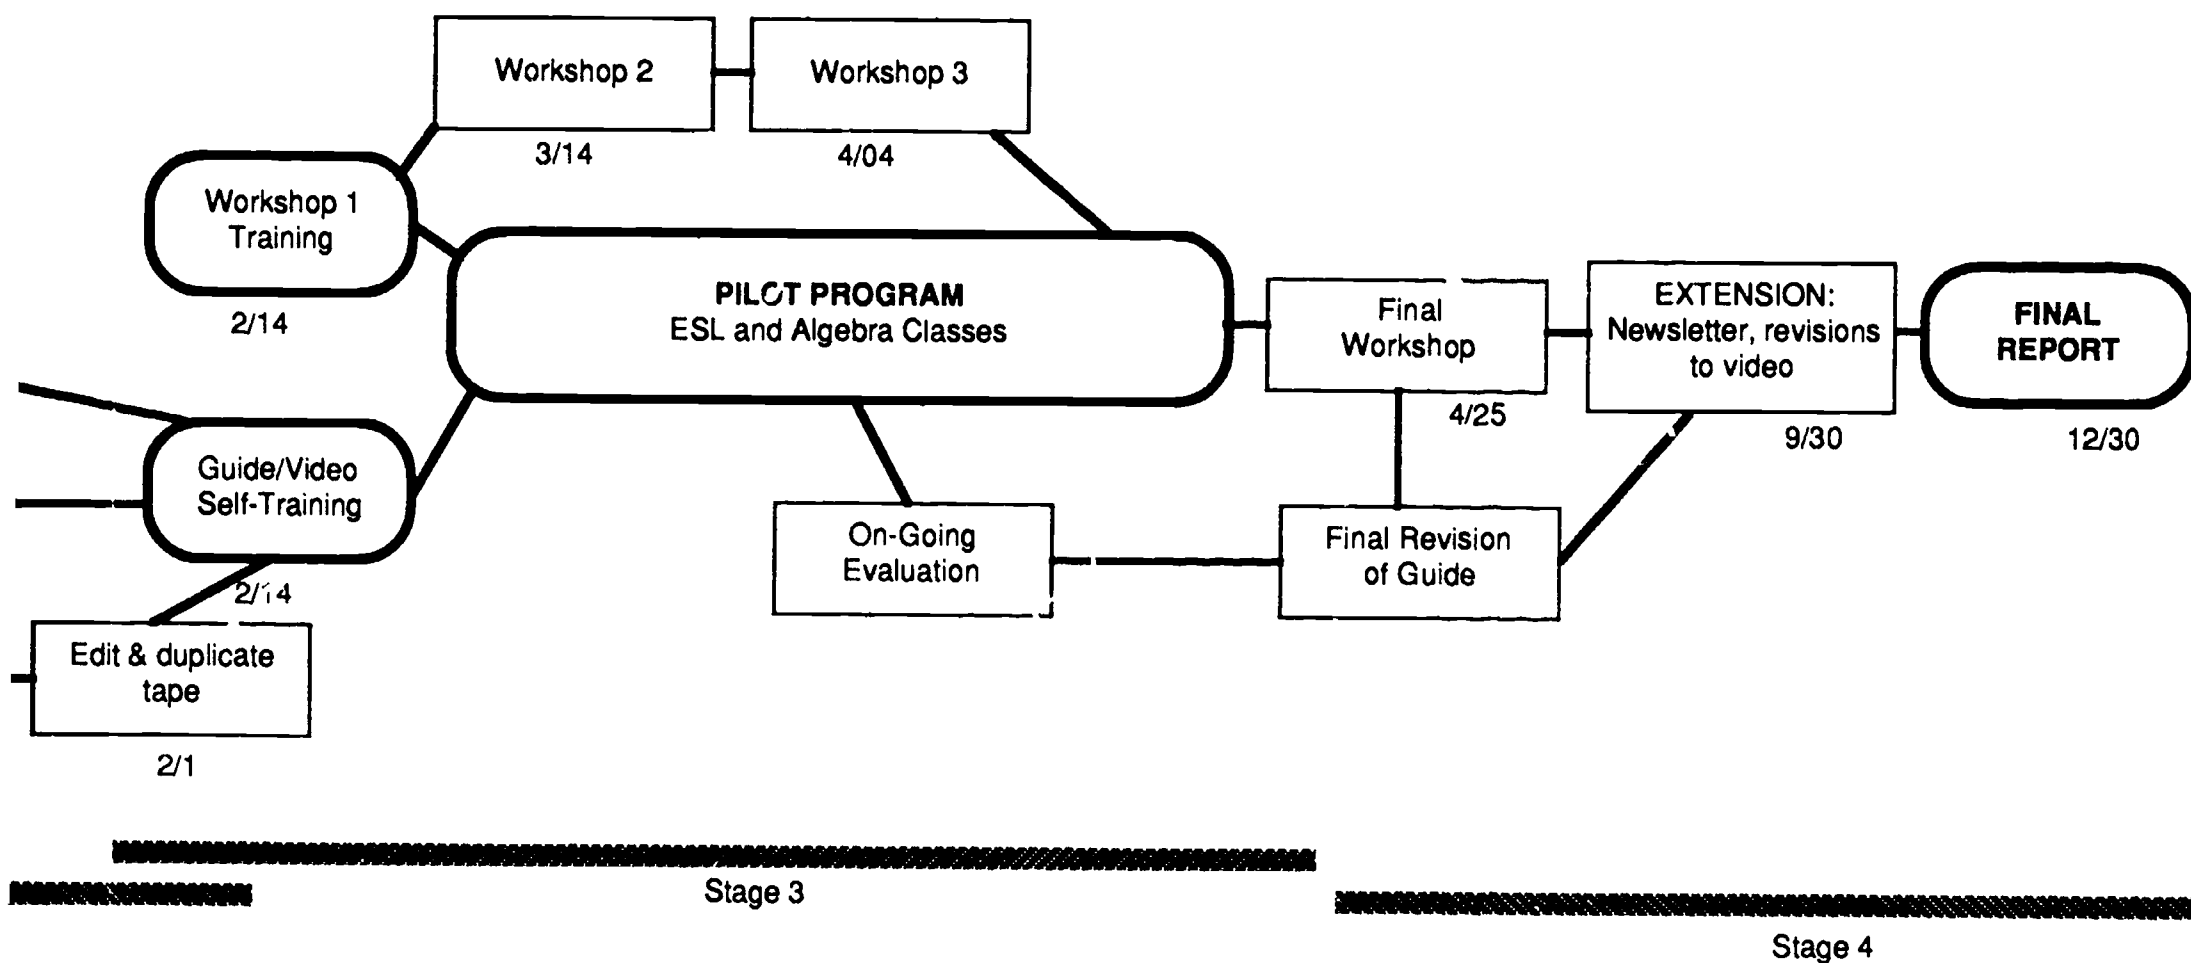 Workshop 2
3/14
Workshop 3
4/04
Workshop 1
Training
2/14
PILOT PROGRAM
ESL and Algebra Classes
Final
Workshop
4/25
EXTENSION:
Newsletter, revisions
to video
9/30
FINAL
REPORT
12/30
Guide/Video
Self-Training
2/14
On-Going
Evaluation
Final Revision
of Guide
Edit & duplicate
tape
2/1
Stage 3
Stage 4